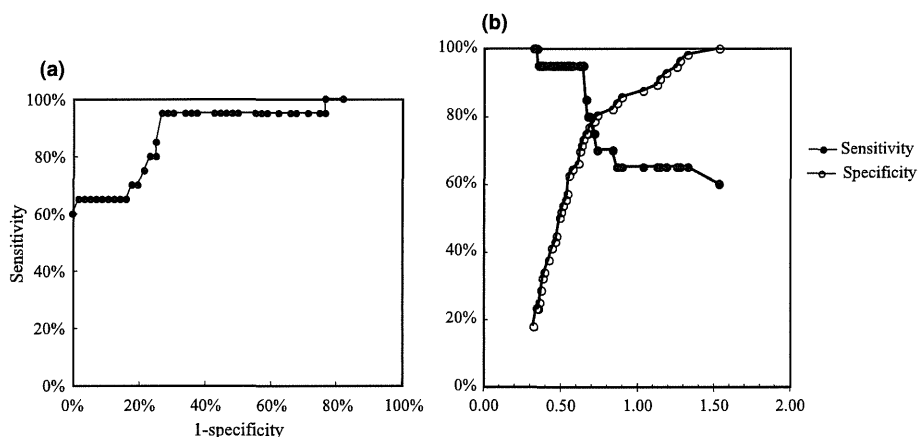 (a)
100%
80%
60%
40%
20%
0%
Sensitivity
0% 20% 40% 60% 80% 100%
1-specificity
(b)
100%
80%
60%
40%
20%
0%
0.00 0.50 1.00 1.50 2.00
Sensitivity
Specificity